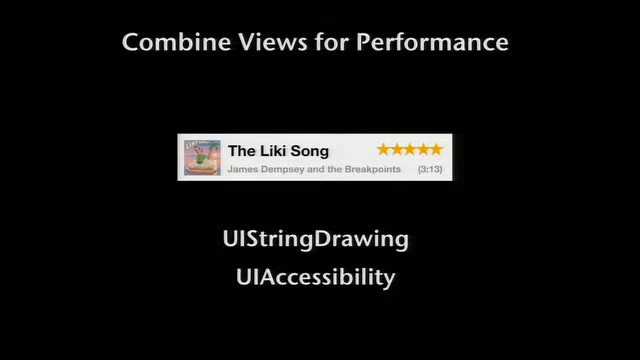 Combine Views for Performance
The Liki Song
James Dempsey and the Breakpoints (3:13)
UIStringDrawing
UIAccessibility